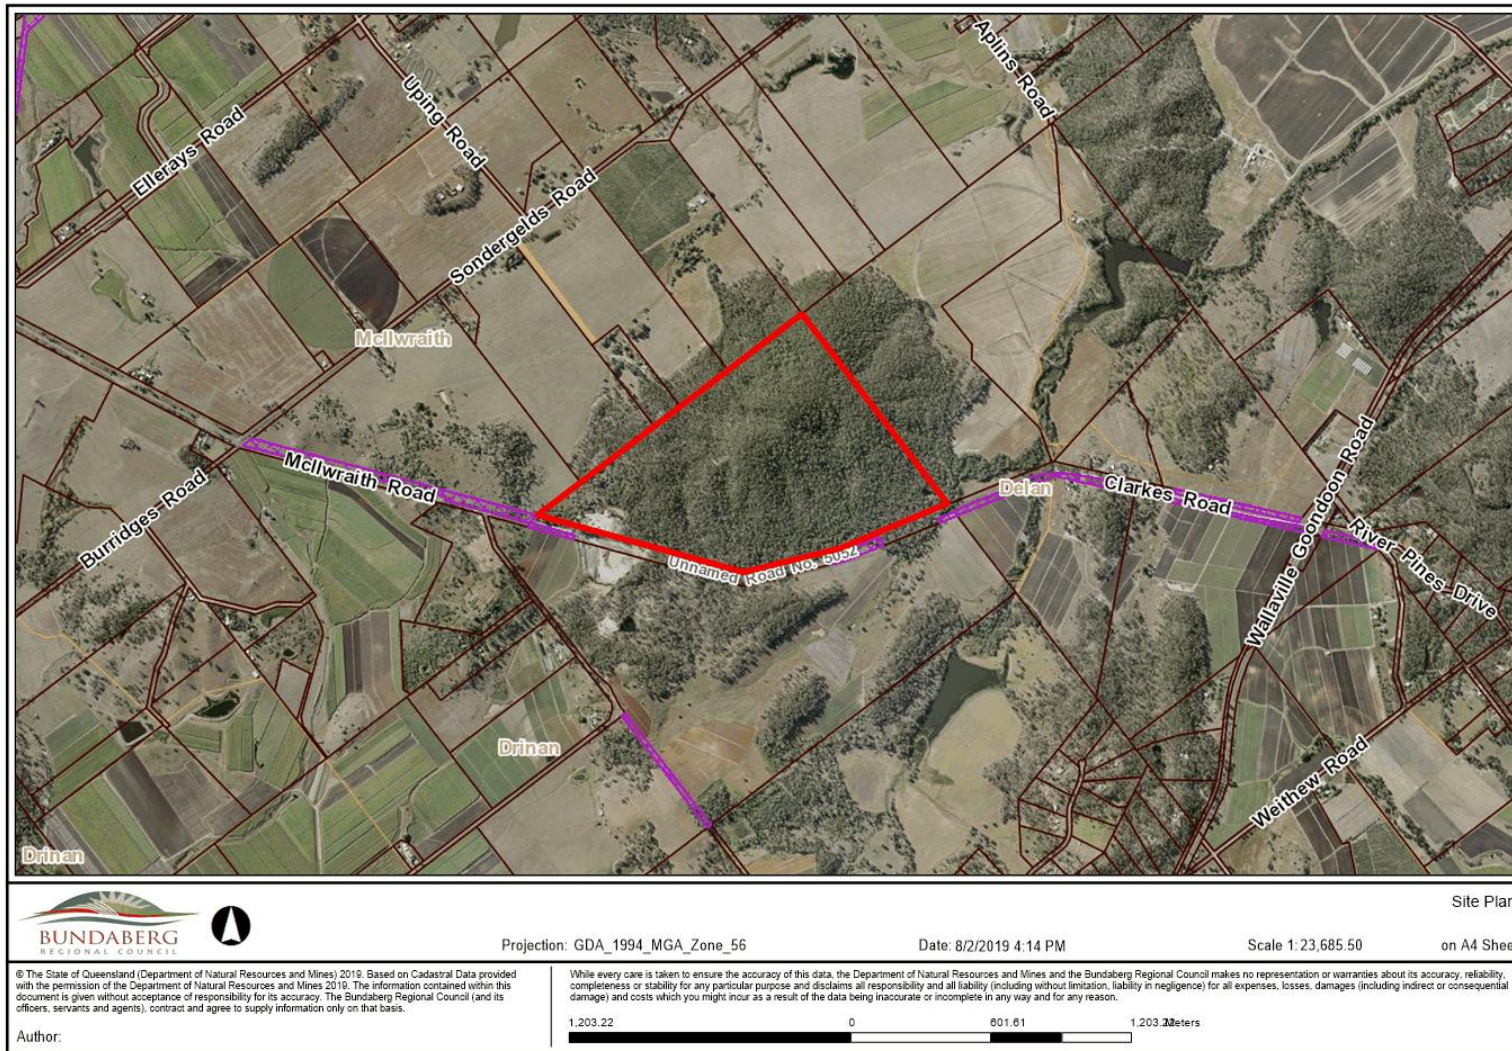 Aplins Road
Uping Road
Ellerays Road
Sondergelds Road
McIlwraith
McIlwraith Road
Burridges Road
Delan
Clarkes Road
Unnamed Road No. 5052
River Pines Drive
Wallaville Goondoon Road
Drinan
Weithew Road
Drinan
Site Plan
BUNDABERG
REGIONAL COUNCIL
Projection: GDA_1994_MGA_Zone_56
Date: 8/2/2019 4:14 PM
Scale 1:23,685.50
on A4 Shee
© The State of Queensland (Department of Natural Resources and Mines) 2019. Based on Cadastral Data provided
with the permission of the Department of Natural Resources and Mines 2019. The information contained within this
document is given without acceptance of responsibility for its accuracy. The Bundaberg Regional Council (and its
officers, servants and agents), contract and agree to supply information only on that basis.
Author:
While every care is taken to ensure the accuracy of this data, the Department of Natural Resources and Mines and the Bundaberg Regional Council makes no representation or warranties about its accuracy, reliability,
completeness or stability for any particular purpose and disclaims all responsibility and all liability (including without limitation, liability in negligence) for all expenses, losses, damages (including indirect or consequential
damage) and costs which you might incur as a result of the data being inaccurate or incomplete in any way and for any reason.
1,203.22
0
601.61
1,203.22 Meters